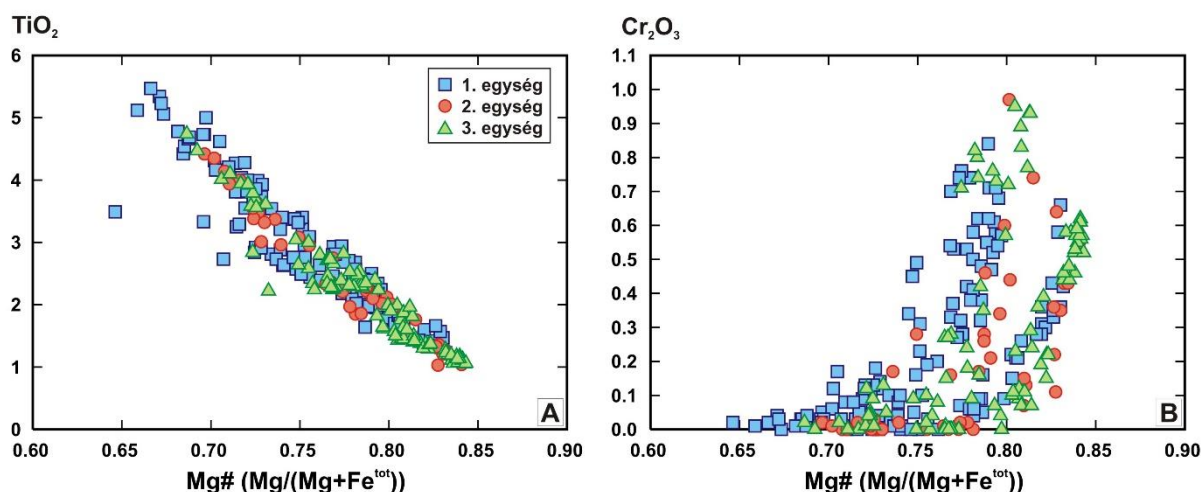 TiO₂
6
5
4
3
2
1
0
1. egység
2. egység
3. egység
A
0.60 0.65 0.70 0.75 0.80 0.85 0.90
Mg# (Mg/(Mg+Feᵗᵒᵗ))
Cr₂O₃
1.1
1.0
0.9
0.8
0.7
0.6
0.5
0.4
0.3
0.2
0.1
0.0
B
0.60 0.65 0.70 0.75 0.80 0.85 0.90
Mg# (Mg/(Mg+Feᵗᵒᵗ))